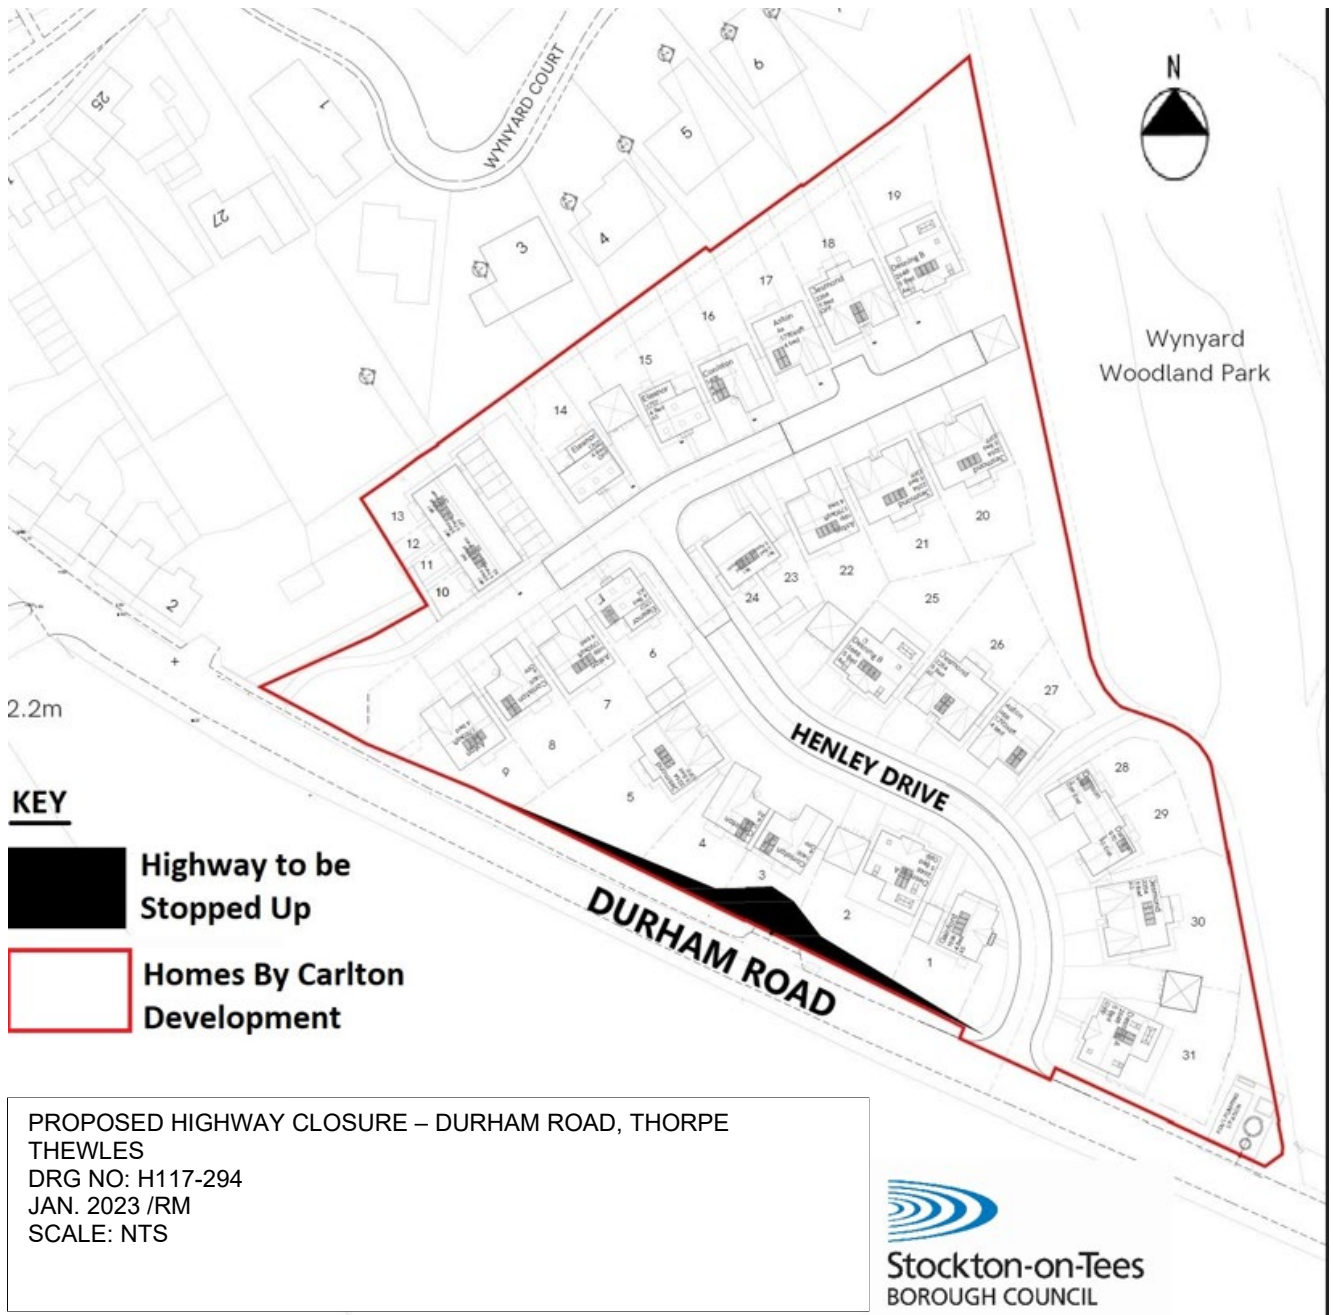 N
WYNYARD COURT
25
1
27
2
3
4
5
6
Wynyard
Woodland Park
19
18
17
16
15
14
13
12
11
10
Jesmond
Aston
Eleanor
20
21
22
23
24
25
26
27
28
29
30
31
6
7
8
9
5
4
3
2
1
HENLEY DRIVE
DURHAM ROAD
2.2m
KEY
Highway to be
Stopped Up
Homes By Carlton
Development
PROPOSED HIGHWAY CLOSURE – DURHAM ROAD, THORPE
THEWLES
DRG NO: H117-294
JAN. 2023 /RM
SCALE: NTS
Stockton-on-Tees
BOROUGH COUNCIL